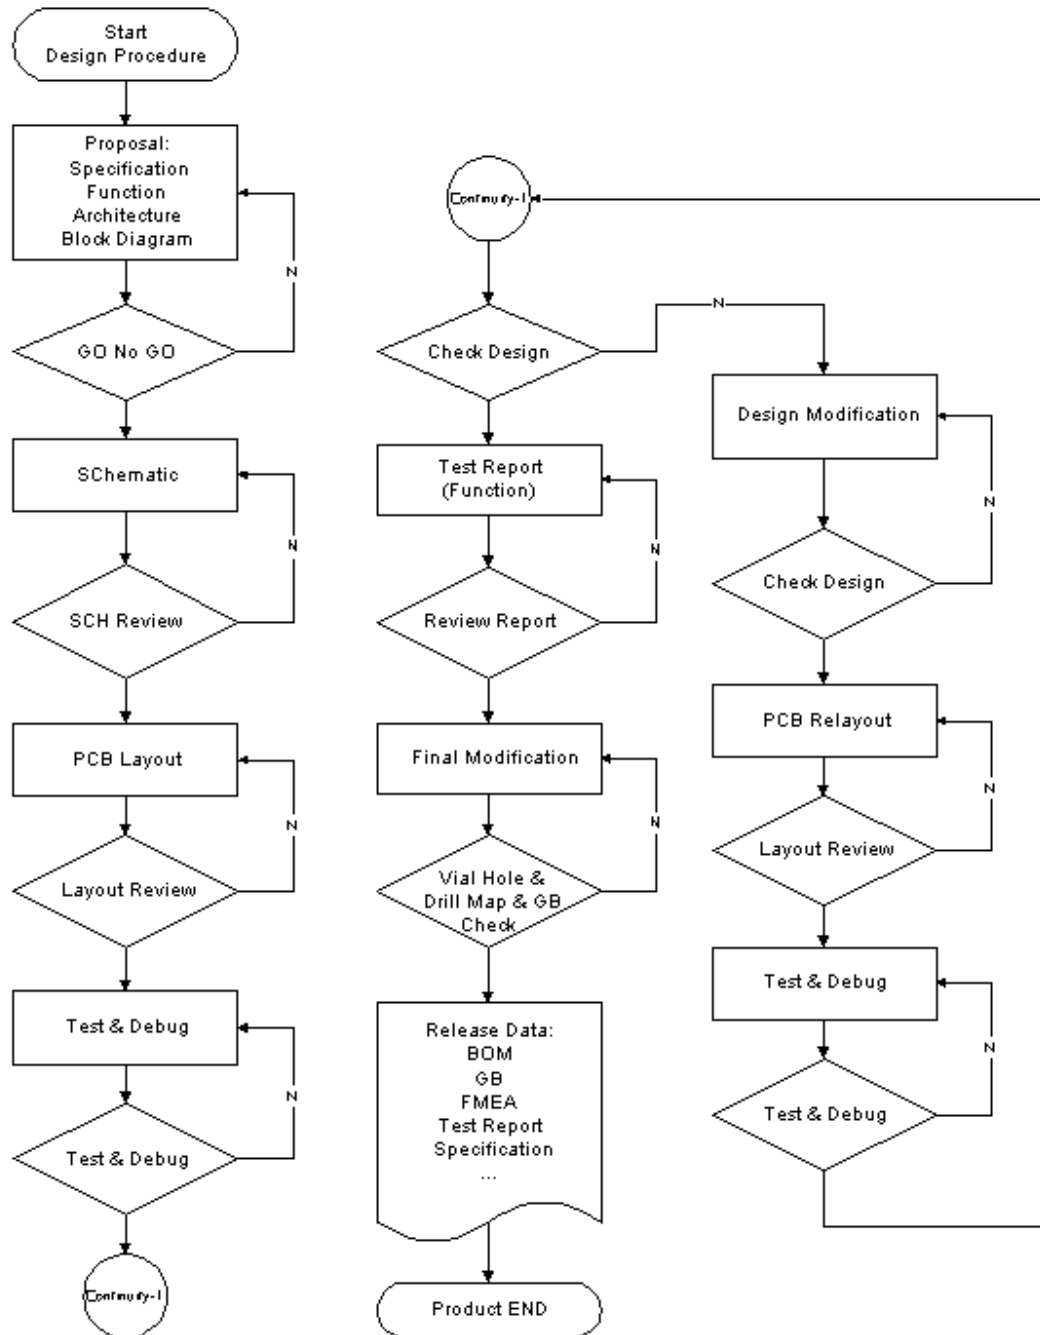 Start
Design Procedure
Proposal:
Specification
Function
Architecture
Block Diagram
N
GO No GO
SChematic
N
SCH Review
PCB Layout
N
Layout Review
Test & Debug
N
Test & Debug
Continuity-1
Continuity-1
Check Design
N
Test Report
(Function)
N
Review Report
Final Modification
N
Vial Hole &
Drill Map & GB
Check
Release Data:
BOM
GB
FMEA
Test Report
Specification
...
Product END
Design Modification
N
Check Design
PCB Relayout
N
Layout Review
Test & Debug
N
Test & Debug